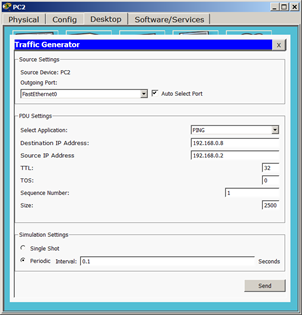 PC2
Physical Config Desktop Software/Services
Traffic Generator X
Source Settings
Source Device: PC2
Outgoing Port:
FastEthernet0 Auto Select Port
PDU Settings
Select Application: PING
Destination IP Address: 192.168.0.8
Source IP Address 192.168.0.2
TTL: 32
TOS: 0
Sequence Number: 1
Size: 2500
Simulation Settings
Single Shot
Periodic Interval: 0.1 Seconds
Send